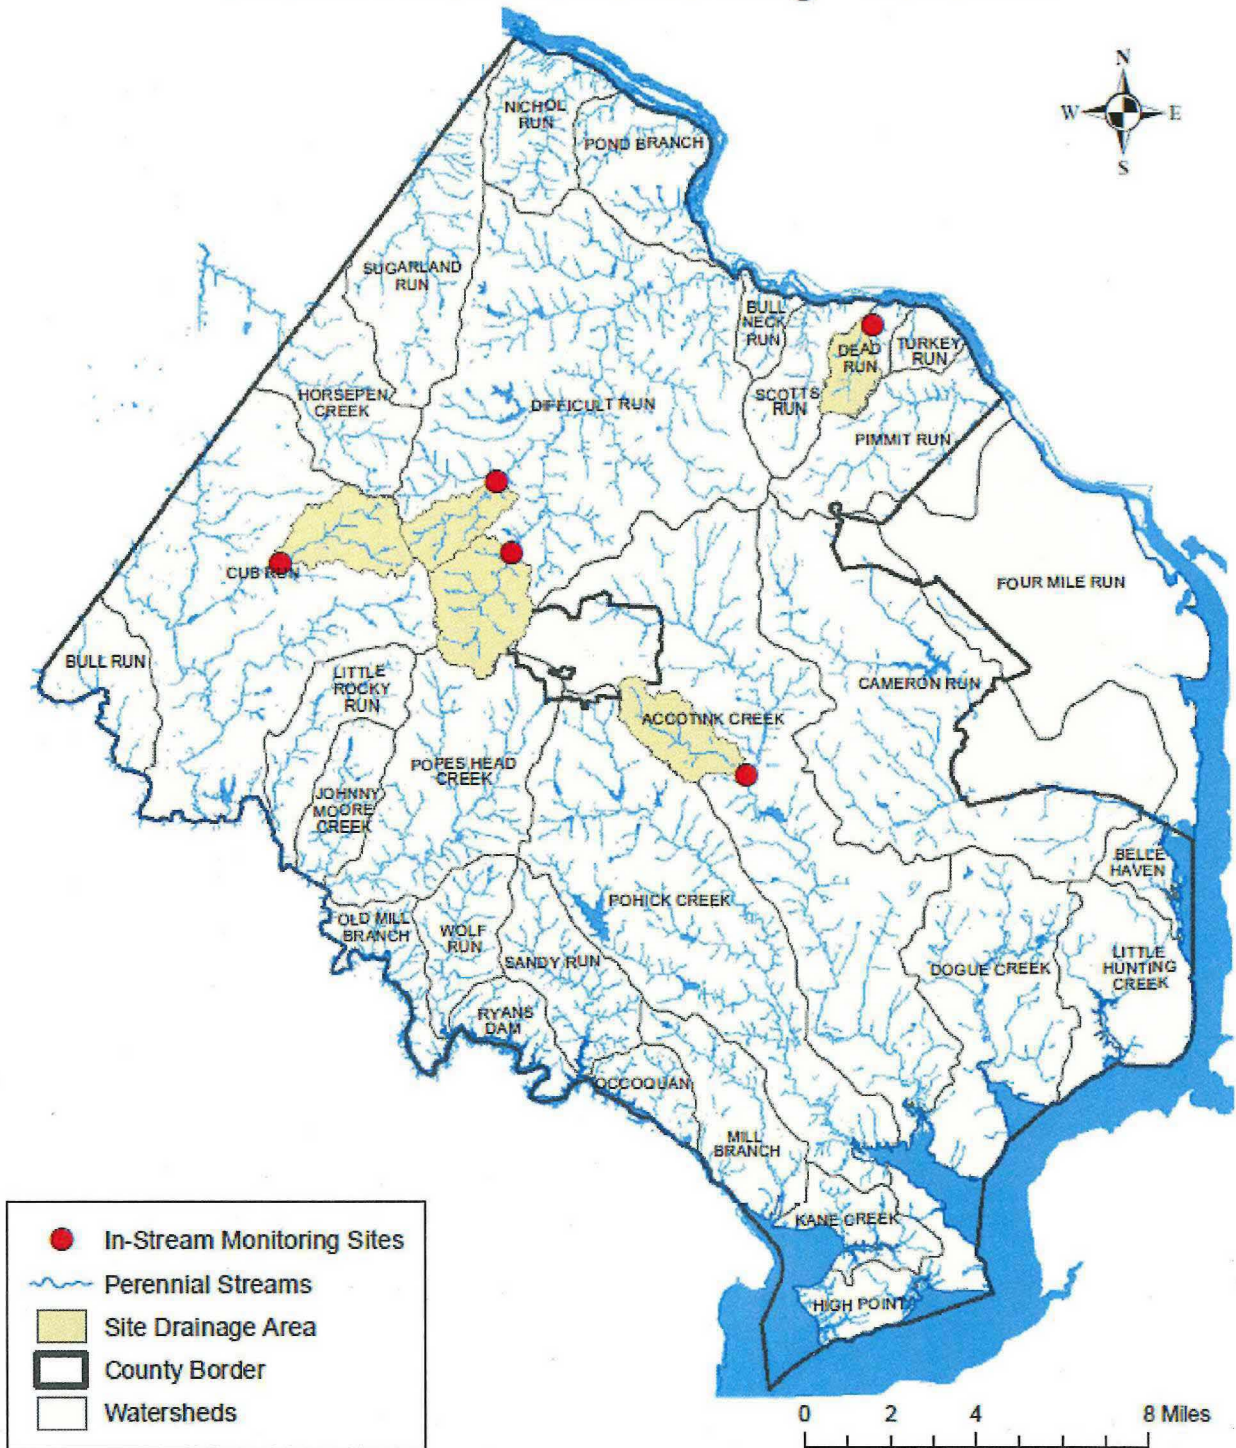 N
W E
S
NICHOL
RUN
POND BRANCH
SUGARLAND
RUN
BULL
NECK
RUN
DEAD
RUN
TURKEY
RUN
HORSEPEN
CREEK
DIFFICULT RUN
SCOTTS
RUN
PIMMIT RUN
CUB RUN
FOUR MILE RUN
BULL RUN
LITTLE
ROCKY
RUN
CAMERON RUN
ACCOTINK CREEK
POPES HEAD
CREEK
JOHNNY
MOORE
CREEK
BELLE
HAVEN
POHICK CREEK
OLD MILL
BRANCH
WOLF
RUN
SANDY RUN
DOGUE CREEK
LITTLE
HUNTING
CREEK
RYANS
DAM
OCCOQUAN
MILL
BRANCH
KANE CREEK
HIGH POINT
In-Stream Monitoring Sites
Perennial Streams
Site Drainage Area
County Border
Watersheds
0 2 4 8 Miles